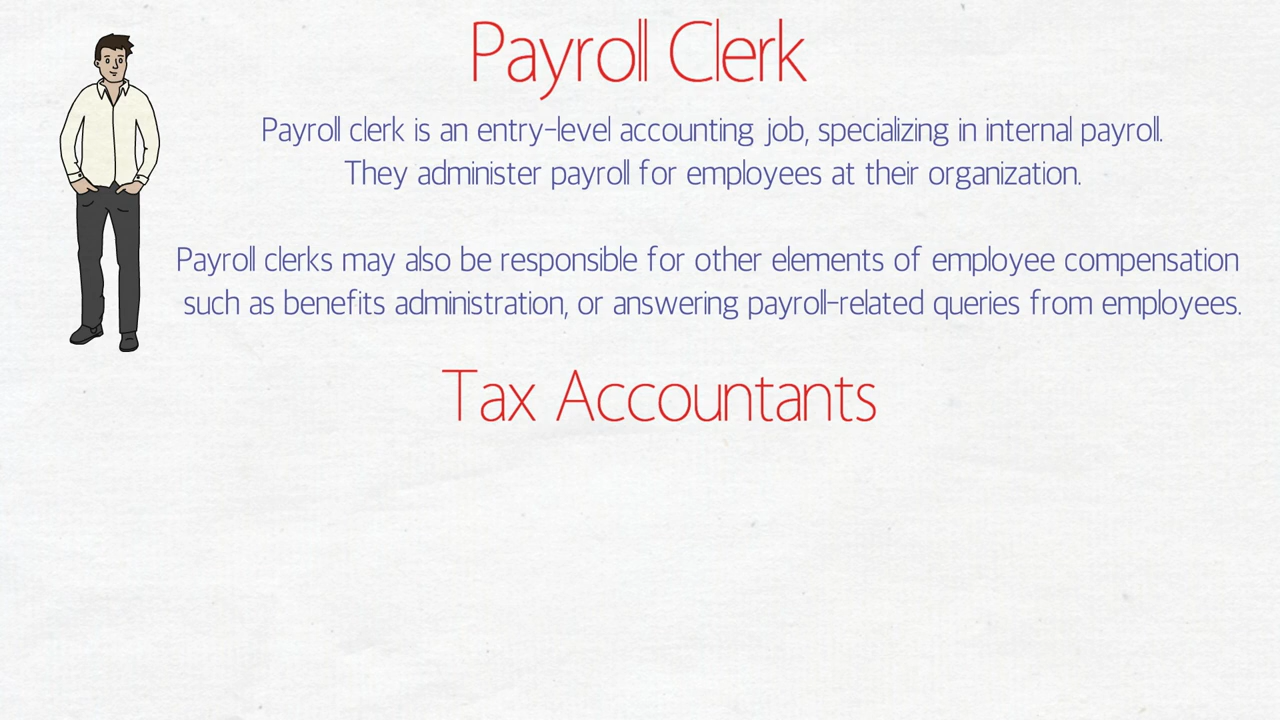 Payroll Clerk
Payroll clerk is an entry-level accounting job, specializing in internal payroll.
They administer payroll for employees at their organization.
Payroll clerks may also be responsible for other elements of employee compensation
such as benefits administration, or answering payroll-related queries from employees.
Tax Accountants